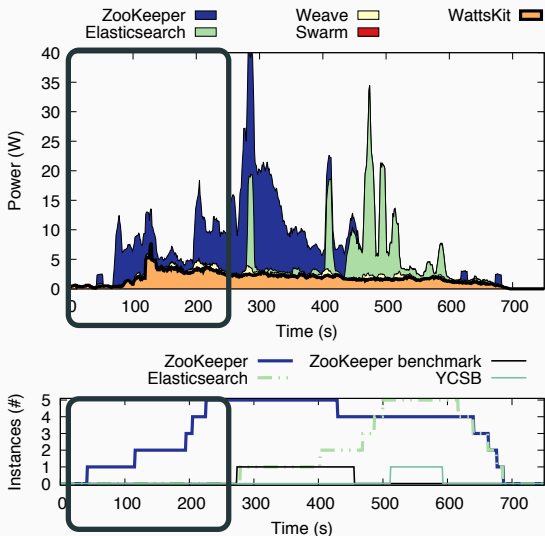 ZooKeeper Weave WattsKit
Elasticsearch Swarm
40
35
30
25
20
15
10
5
0
Power (W)
0 100 200 300 400 500 600 700
Time (s)
ZooKeeper ZooKeeper benchmark
Elasticsearch YCSB
5
4
3
2
1
0
Instances (#)
0 100 200 300 400 500 600 700
Time (s)